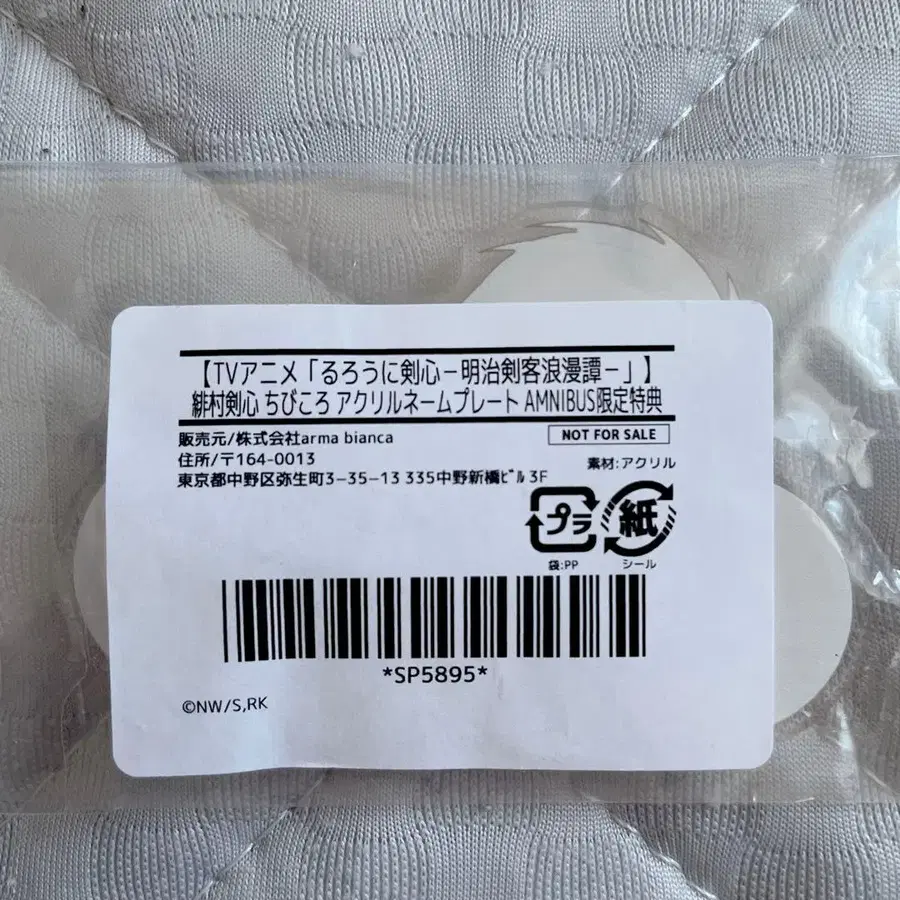 【TVアニメ「るろうに剣心－明治剣客浪漫譚－」】
緋村剣心 ちびころ アクリルネームプレート AMNIBUS限定特典
販売元/株式会社arma bianca
NOT FOR SALE
住所/〒164-0013
素材:アクリル
東京都中野区弥生町3−35−13 335中野新橋ﾋﾞﾙ 3F
プラ
紙
袋:PP
シール
*SP5895*
©NW/S,RK